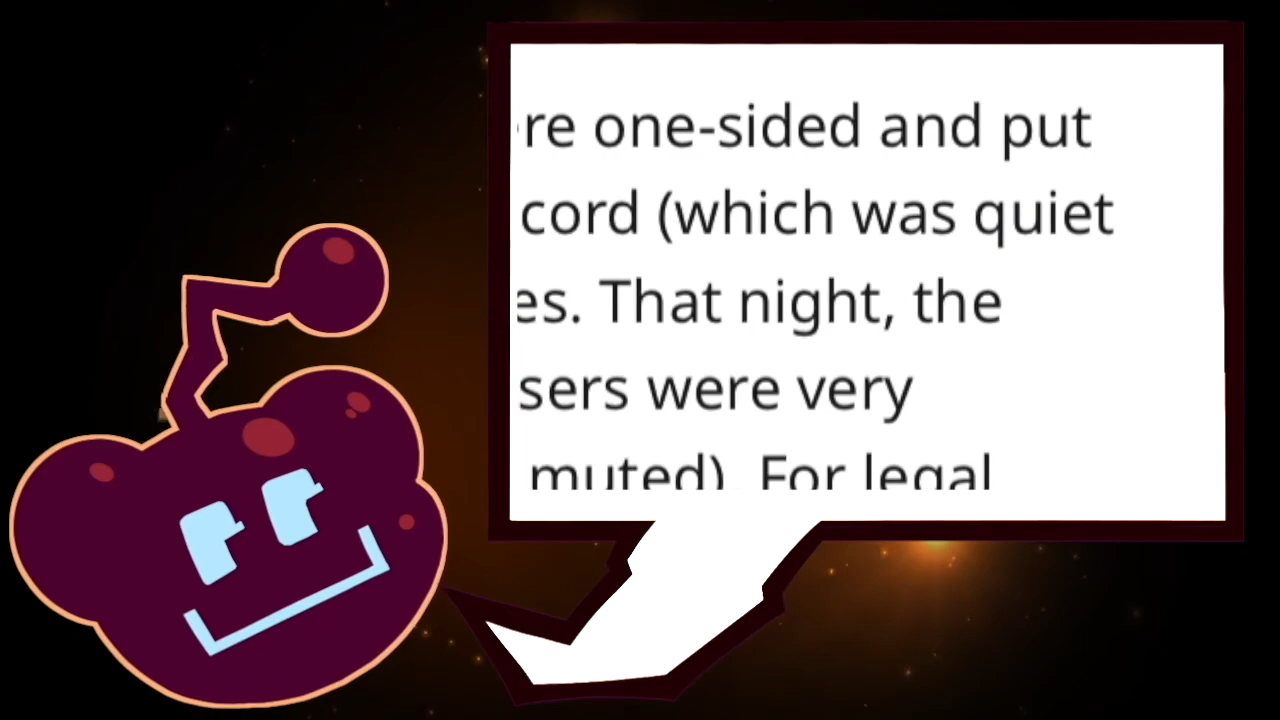 re one-sided and put
cord (which was quiet
es. That night, the
sers were very
muted). For legal